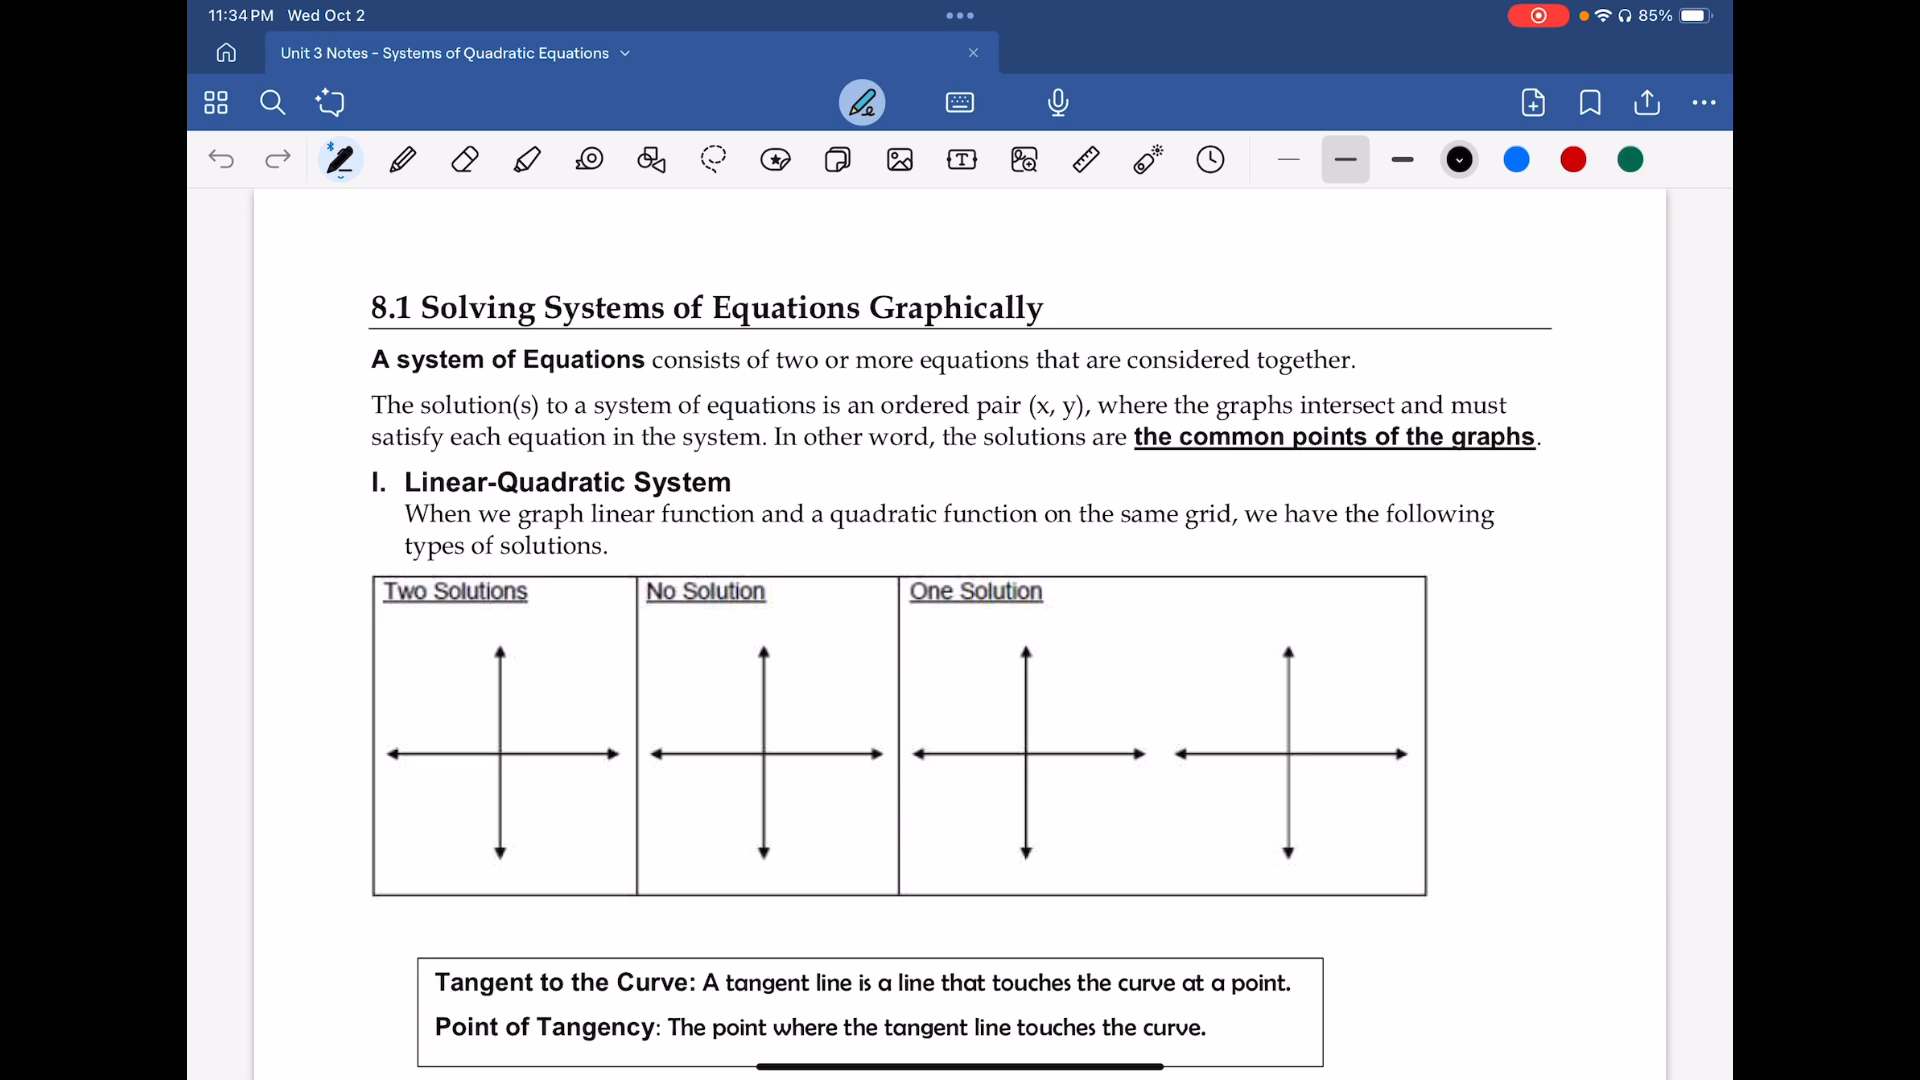 11:34 PM Wed Oct 2
85%
Unit 3 Notes - Systems of Quadratic Equations
8.1 Solving Systems of Equations Graphically
A system of Equations consists of two or more equations that are considered together.
The solution(s) to a system of equations is an ordered pair (x, y), where the graphs intersect and must
satisfy each equation in the system. In other word, the solutions are the common points of the graphs.
I. Linear-Quadratic System
When we graph linear function and a quadratic function on the same grid, we have the following
types of solutions.
Two Solutions
No Solution
One Solution
Tangent to the Curve: A tangent line is a line that touches the curve at a point.
Point of Tangency: The point where the tangent line touches the curve.